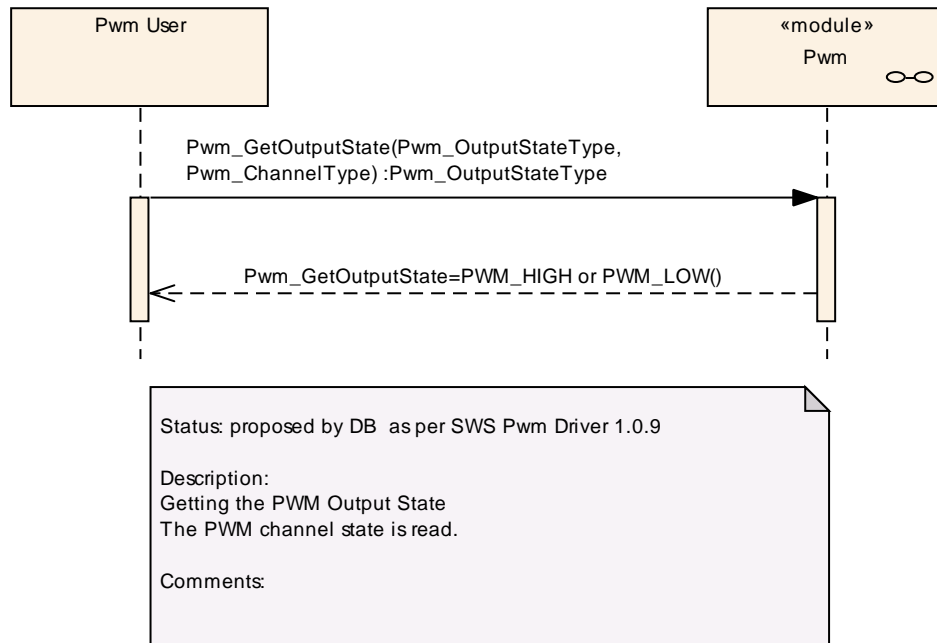 Pwm User
«module»
Pwm
Pwm_GetOutputState(Pwm_OutputStateType,
Pwm_ChannelType) :Pwm_OutputStateType
Pwm_GetOutputState=PWM_HIGH or PWM_LOW()
Status: proposed by DB as per SWS Pwm Driver 1.0.9
Description:
Getting the PWM Output State
The PWM channel state is read.
Comments: